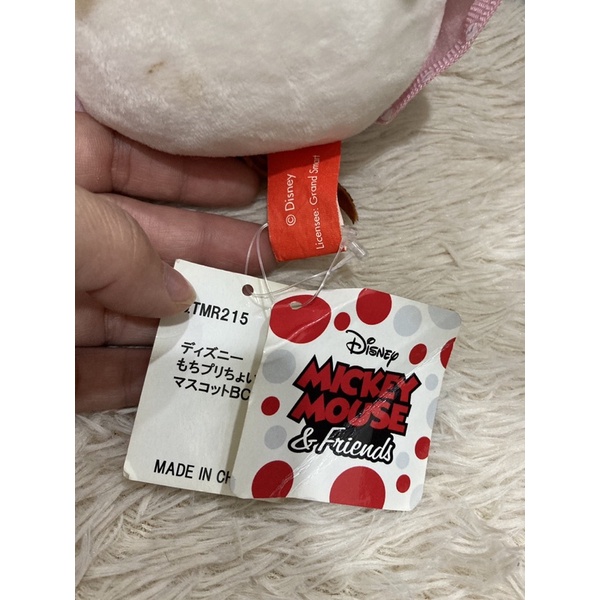 © Disney
Licensee: Grand Smart
TMR215
ディズニー
もちプリちょい
マスコットBC
MADE IN CH
Disney
MICKEY
MOUSE
& Friends